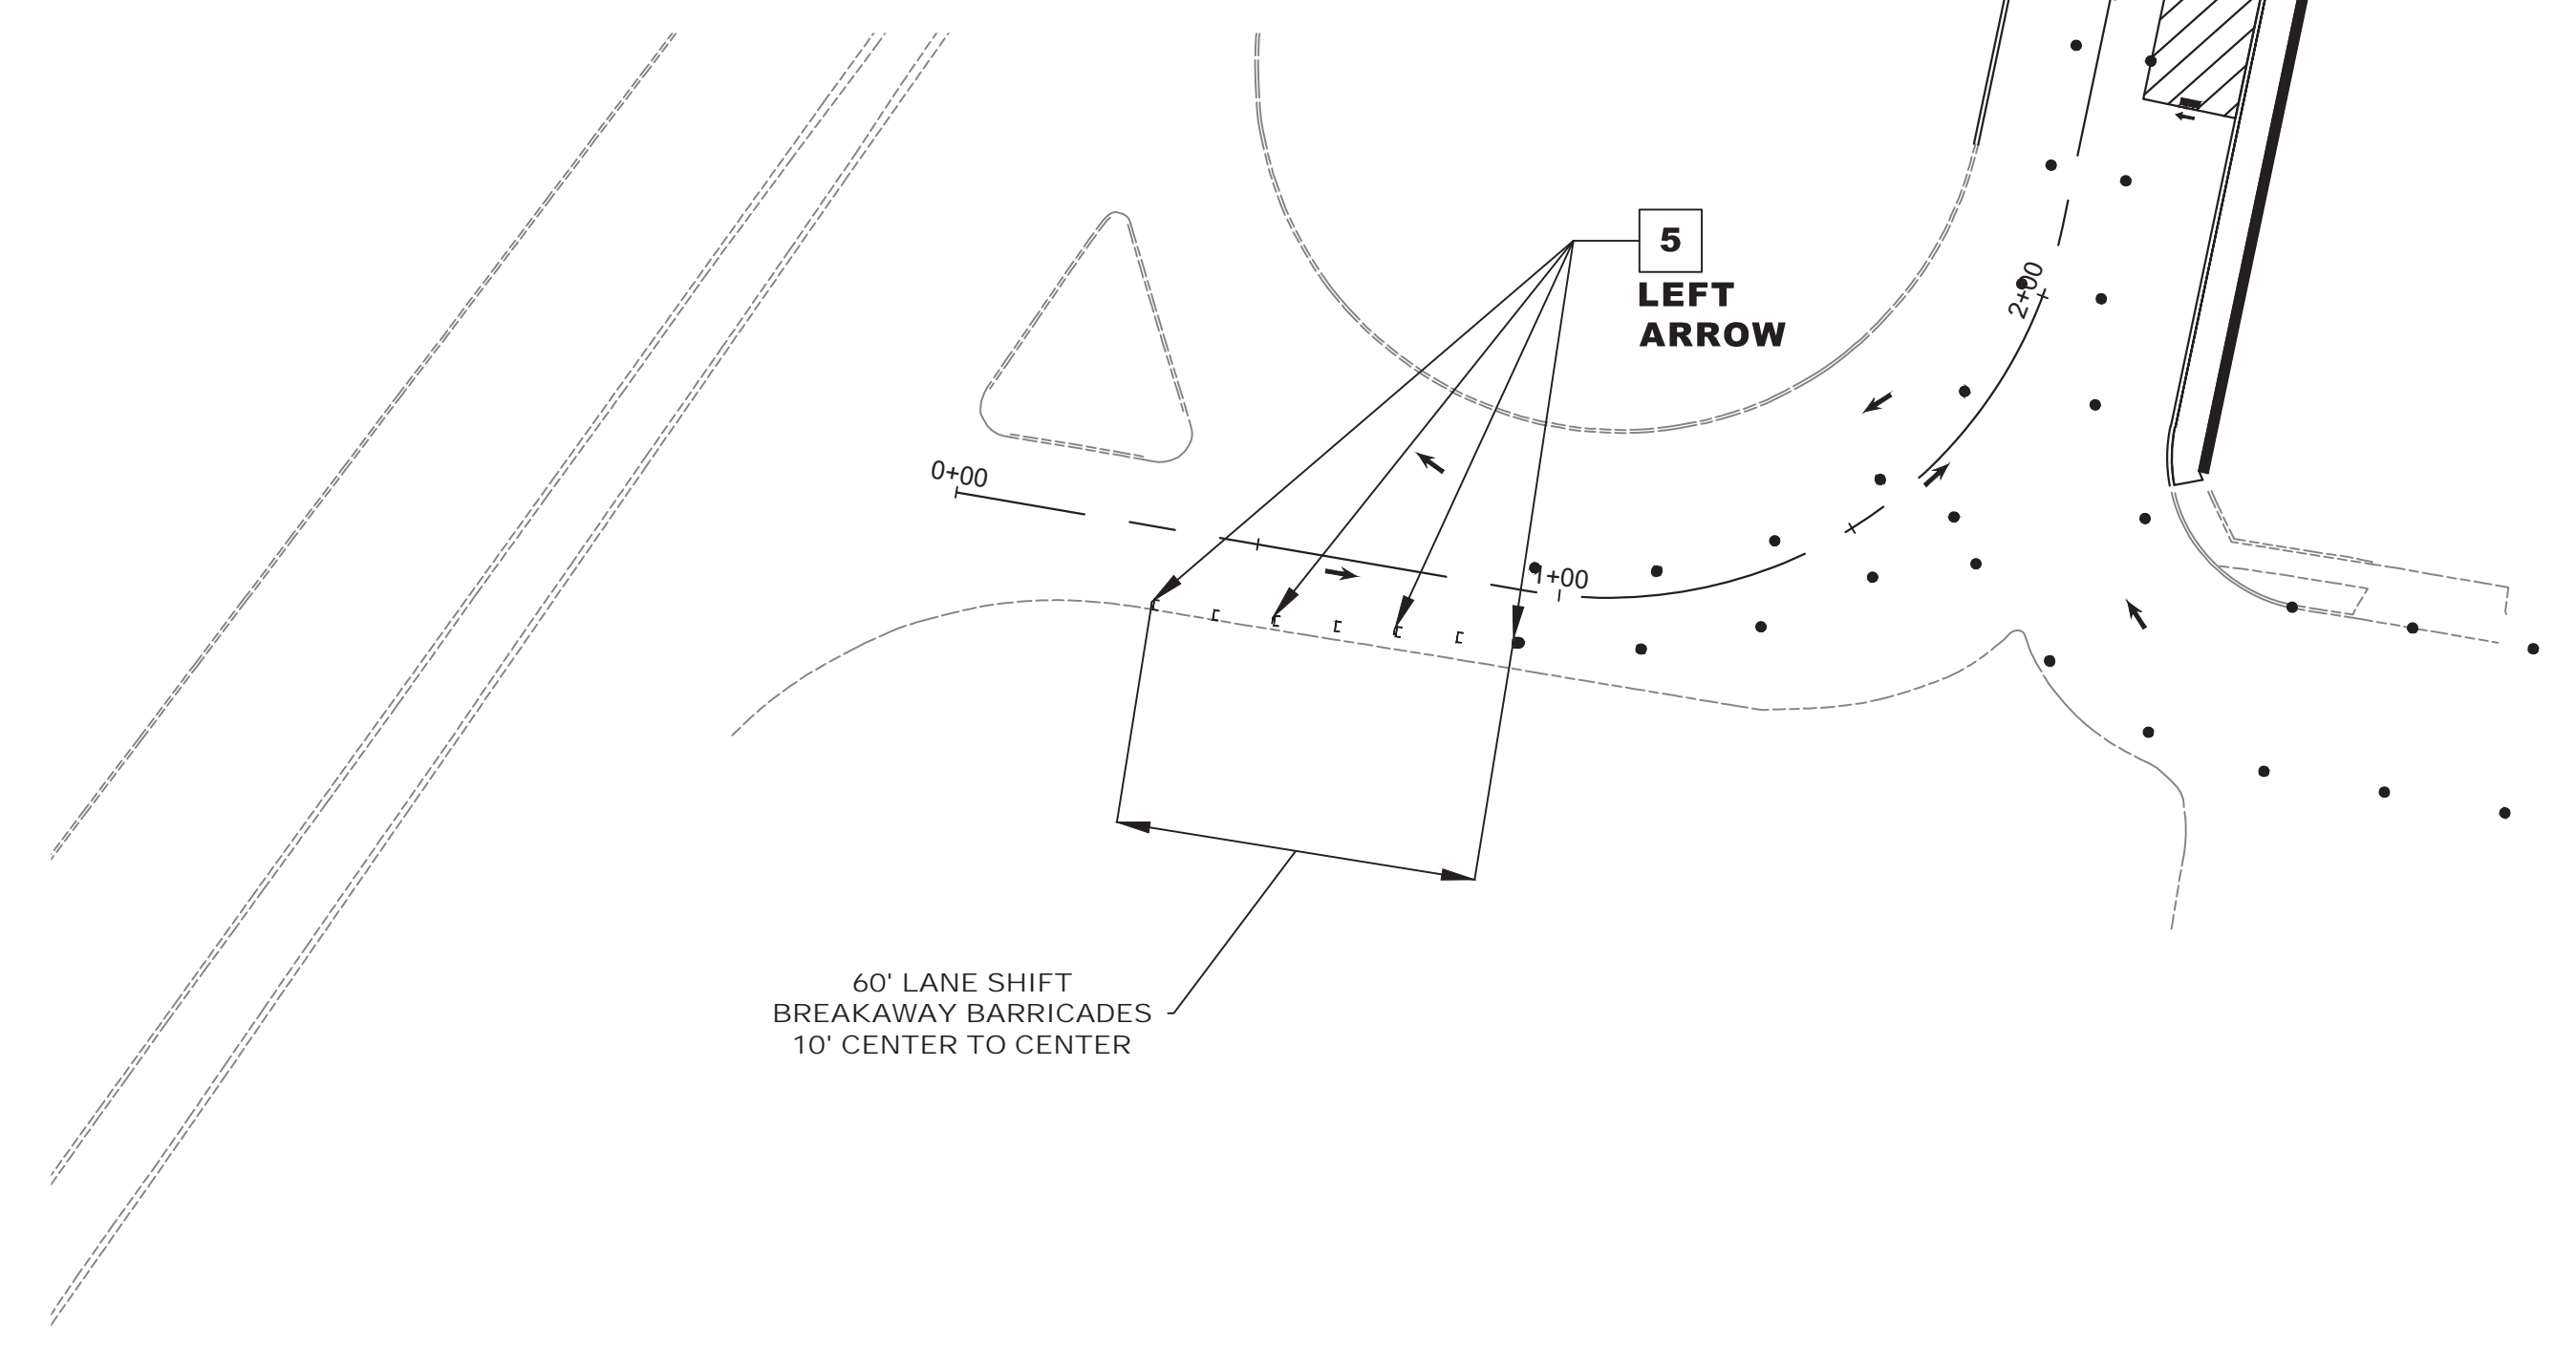 5
LEFT
ARROW
2+00
0+00
1+00
60' LANE SHIFT
BREAKAWAY BARRICADES
10' CENTER TO CENTER